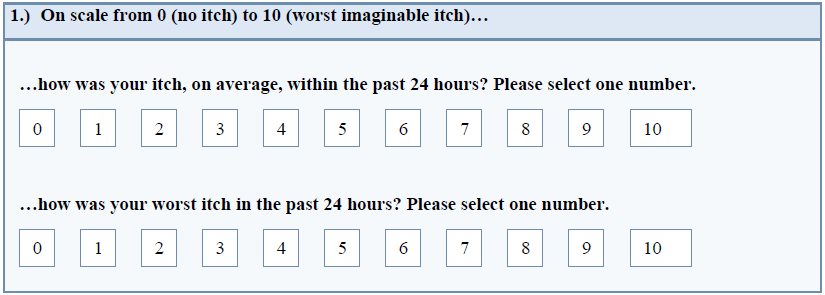 1.) On scale from 0 (no itch) to 10 (worst imaginable itch)…
…how was your itch, on average, within the past 24 hours? Please select one number.
0 1 2 3 4 5 6 7 8 9 10
…how was your worst itch in the past 24 hours? Please select one number.
0 1 2 3 4 5 6 7 8 9 10